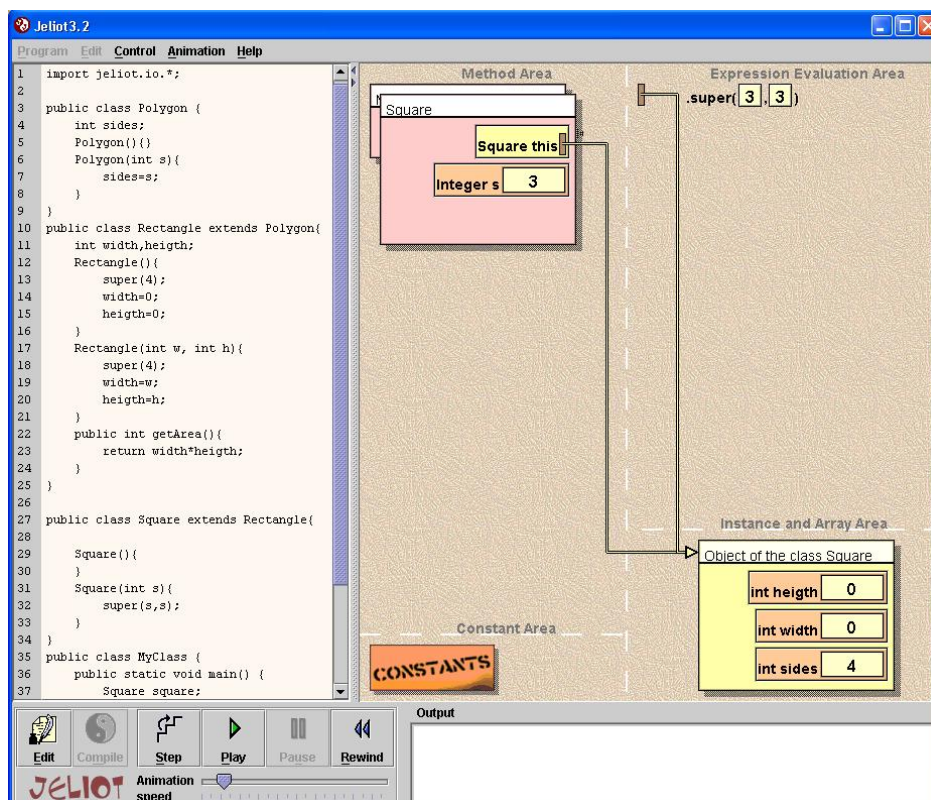 Jeliot3.2
Program Edit Control Animation Help
1 import jeliot.io.*;
2
3 public class Polygon {
4 int sides;
5 Polygon(){}
6 Polygon(int s){
7 sides=s;
8 }
9 }
10 public class Rectangle extends Polygon{
11 int width,heigth;
12 Rectangle(){
13 super(4);
14 width=0;
15 heigth=0;
16 }
17 Rectangle(int w, int h){
18 super(4);
19 width=w;
20 heigth=h;
21 }
22 public int getArea(){
23 return width*heigth;
24 }
25 }
26
27 public class Square extends Rectangle{
28
29 Square(){
30 }
31 Square(int s){
32 super(s,s);
33 }
34 }
35 public class MyClass {
36 public static void main() {
37 Square square;
Method Area
Square
Square this
Integer s 3
Expression Evaluation Area
.super( 3 , 3 )
Instance and Array Area
Object of the class Square
int heigth 0
int width 0
int sides 4
Constant Area
CONSTANTS
Edit Compile Step Play Pause Rewind
JELIOT
Animation
speed
Output